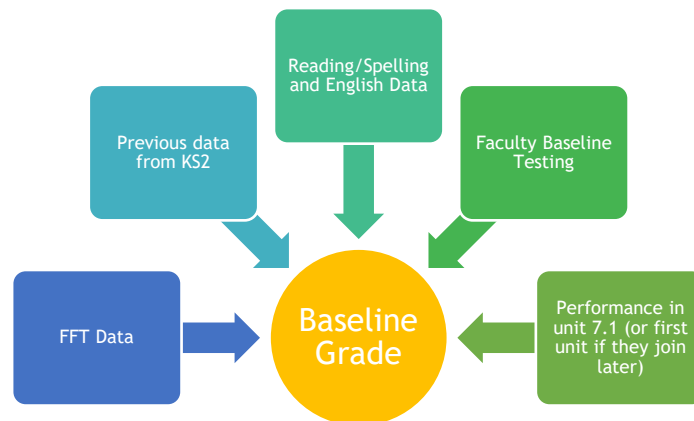 Reading/Spelling
and English Data
Previous data
from KS2
Faculty Baseline
Testing
FFT Data
Baseline
Grade
Performance in
unit 7.1 (or first
unit if they join
later)